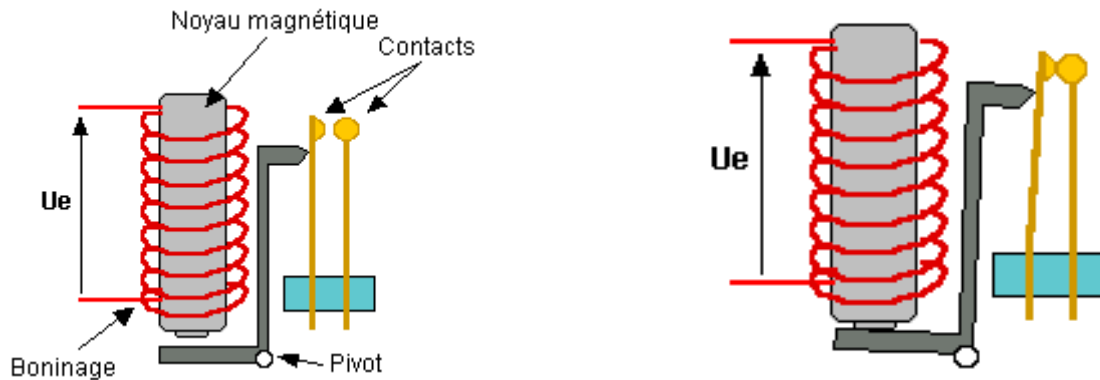 Noyau magnétique
Contacts
Ue
Ue
Boninage
Pivot